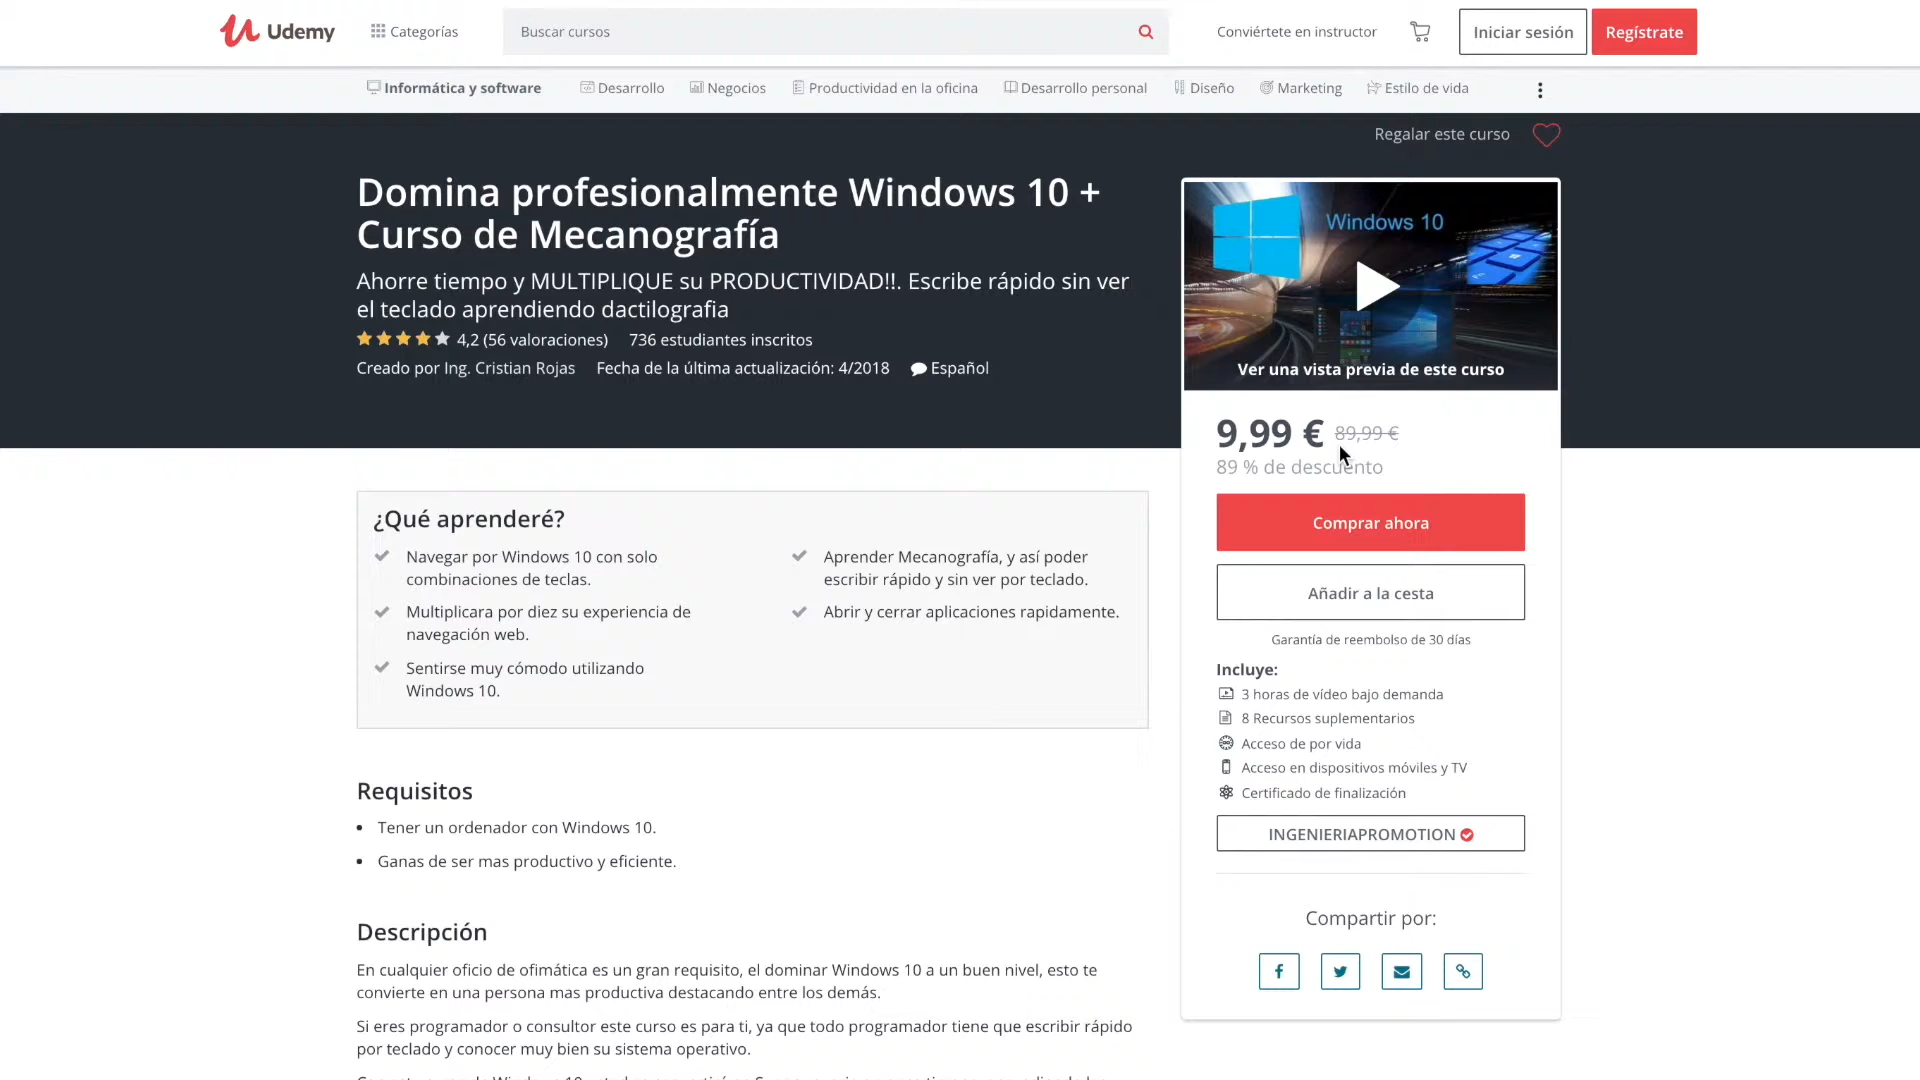 Udemy
Categorías
Buscar cursos
Conviértete en instructor
Iniciar sesión
Regístrate
Informática y software
Desarrollo
Negocios
Productividad en la oficina
Desarrollo personal
Diseño
Marketing
Estilo de vida
Regalar este curso
Domina profesionalmente Windows 10 +
Curso de Mecanografía
Ahorre tiempo y MULTIPLIQUE su PRODUCTIVIDAD!!. Escribe rápido sin ver
el teclado aprendiendo dactilografia
4,2 (56 valoraciones) 736 estudiantes inscritos
Creado por Ing. Cristian Rojas Fecha de la última actualización: 4/2018 Español
Windows 10
Ver una vista previa de este curso
9,99 € 89,99 €
89 % de descuento
Comprar ahora
Añadir a la cesta
Garantía de reembolso de 30 días
Incluye:
3 horas de vídeo bajo demanda
8 Recursos suplementarios
Acceso de por vida
Acceso en dispositivos móviles y TV
Certificado de finalización
INGENIERIAPROMOTION
Compartir por:
¿Qué aprenderé?
Navegar por Windows 10 con solo
combinaciones de teclas.
Multiplicara por diez su experiencia de
navegación web.
Sentirse muy cómodo utilizando
Windows 10.
Aprender Mecanografía, y así poder
escribir rápido y sin ver por teclado.
Abrir y cerrar aplicaciones rapidamente.
Requisitos
Tener un ordenador con Windows 10.
Ganas de ser mas productivo y eficiente.
Descripción
En cualquier oficio de ofimática es un gran requisito, el dominar Windows 10 a un buen nivel, esto te
convierte en una persona mas productiva destacando entre los demás.
Si eres programador o consultor este curso es para ti, ya que todo programador tiene que escribir rápido
por teclado y conocer muy bien su sistema operativo.